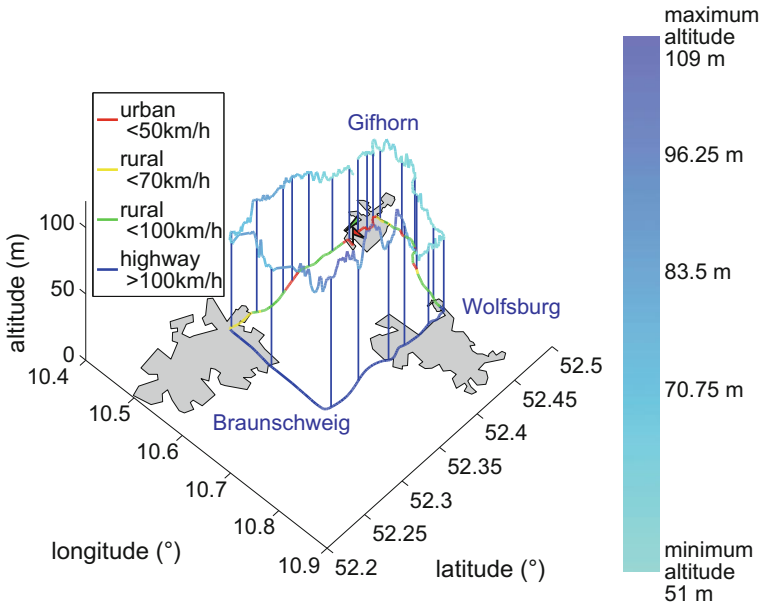 maximum
altitude
109 m
96.25 m
83.5 m
70.75 m
minimum
altitude
51 m
urban
<50km/h
rural
<70km/h
rural
<100km/h
highway
>100km/h
Gifhorn
Wolfsburg
Braunschweig
altitude (m)
100
50
0
10.4
10.5
10.6
10.7
10.8
10.9
longitude (°)
52.5
52.45
52.4
52.35
52.3
52.25
52.2
latitude (°)